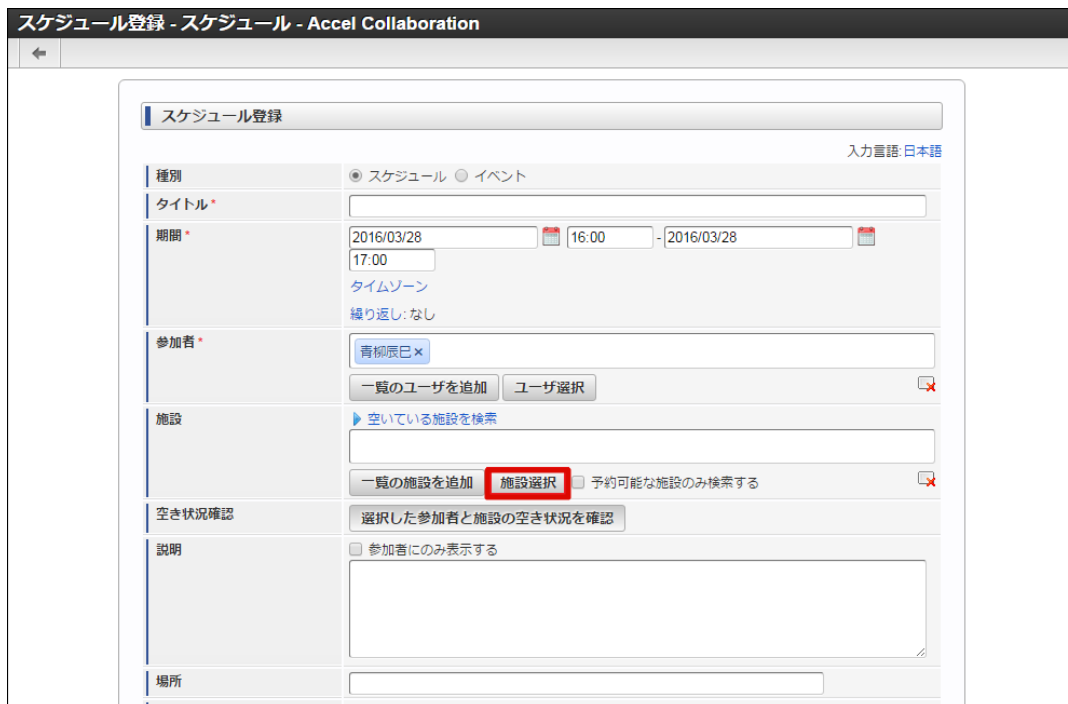 スケジュール登録 - スケジュール - Accel Collaboration
スケジュール登録
入力言語:日本語
種別 スケジュール イベント
タイトル*
期間* 2016/03/28 16:00 - 2016/03/28
17:00
タイムゾーン
繰り返し: なし
参加者* 青柳辰巳×
一覧のユーザを追加 ユーザ選択
施設 空いている施設を検索
一覧の施設を追加 施設選択 予約可能な施設のみ検索する
空き状況確認 選択した参加者と施設の空き状況を確認
説明 参加者にのみ表示する
場所